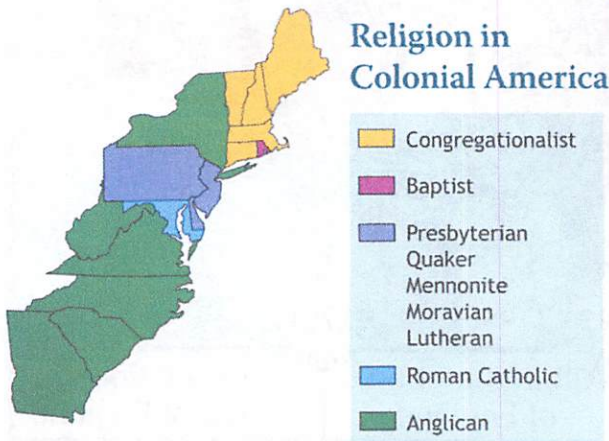 Religion in
Colonial America
Congregationalist
Baptist
Presbyterian
Quaker
Mennonite
Moravian
Lutheran
Roman Catholic
Anglican